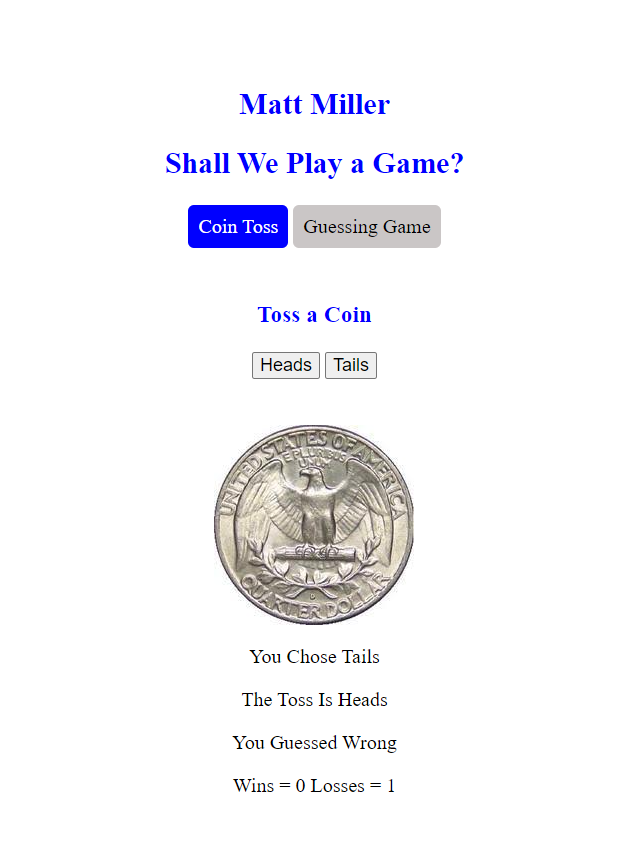 Matt Miller
Shall We Play a Game?
Coin Toss Guessing Game
Toss a Coin
Heads Tails
UNITED STATES OF AMERICA
E PLURIBUS
UNUM
QUARTER DOLLAR
You Chose Tails
The Toss Is Heads
You Guessed Wrong
Wins = 0 Losses = 1